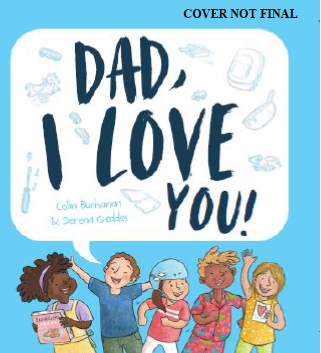 COVER NOT FINAL
DAD,
I LOVE
YOU!
Colin Buchanan
& Serena Geddes